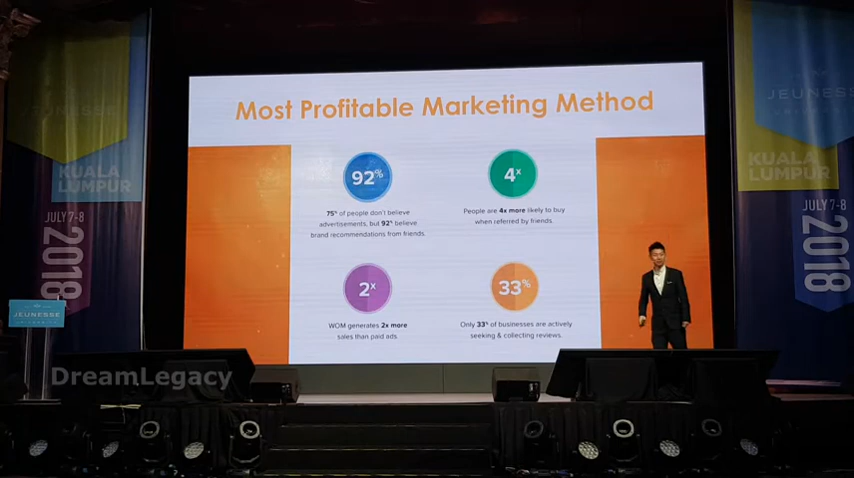 Most Profitable Marketing Method
92%
75% of people don't believe
advertisements, but 92% believe
brand recommendations from friends.
4x
People are 4x more likely to buy
when referred by friends.
2x
WOM generates 2x more
sales than paid ads.
33%
Only 33% of businesses are actively
seeking & collecting reviews.
JEUNESSE
KUALA
LUMPUR
JULY 7-8
2018
JEUNESSE
KUALA
LUMPUR
JULY 7-8
2018
JEUNESSE
DreamLegacy